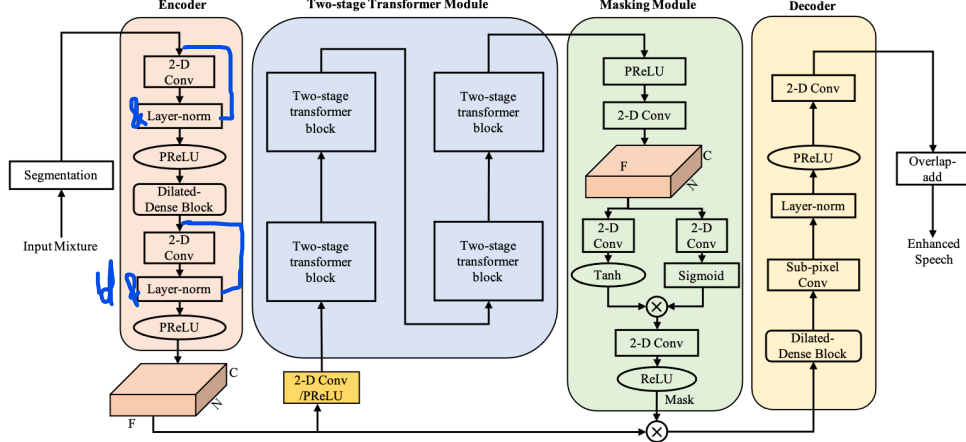 Encoder
Two-stage Transformer Module
Masking Module
Decoder
2-D
Conv
&
Layer-norm
PReLU
Dilated-
Dense Block
2-D
Conv
&
Layer-norm
PReLU
Segmentation
Input Mixture
C
N
F
2-D Conv
/PReLU
Two-stage
transformer
block
Two-stage
transformer
block
Two-stage
transformer
block
Two-stage
transformer
block
PReLU
2-D Conv
F
C
N
2-D
Conv
2-D
Conv
Tanh
Sigmoid
2-D Conv
ReLU
Mask
2-D Conv
PReLU
Layer-norm
Sub-pixel
Conv
Dilated-
Dense Block
Overlap-
add
Enhanced
Speech